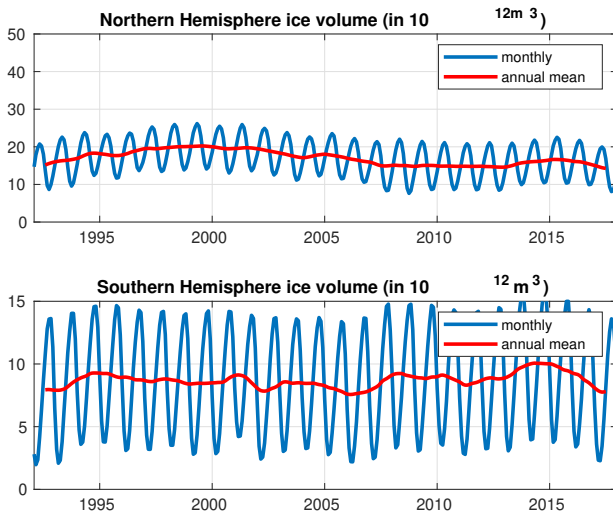 Northern Hemisphere ice volume (in 10 12m 3)
50
40
30
20
10
0
monthly
annual mean
1995 2000 2005 2010 2015
Southern Hemisphere ice volume (in 10 12 m 3)
15
10
5
0
monthly
annual mean
1995 2000 2005 2010 2015